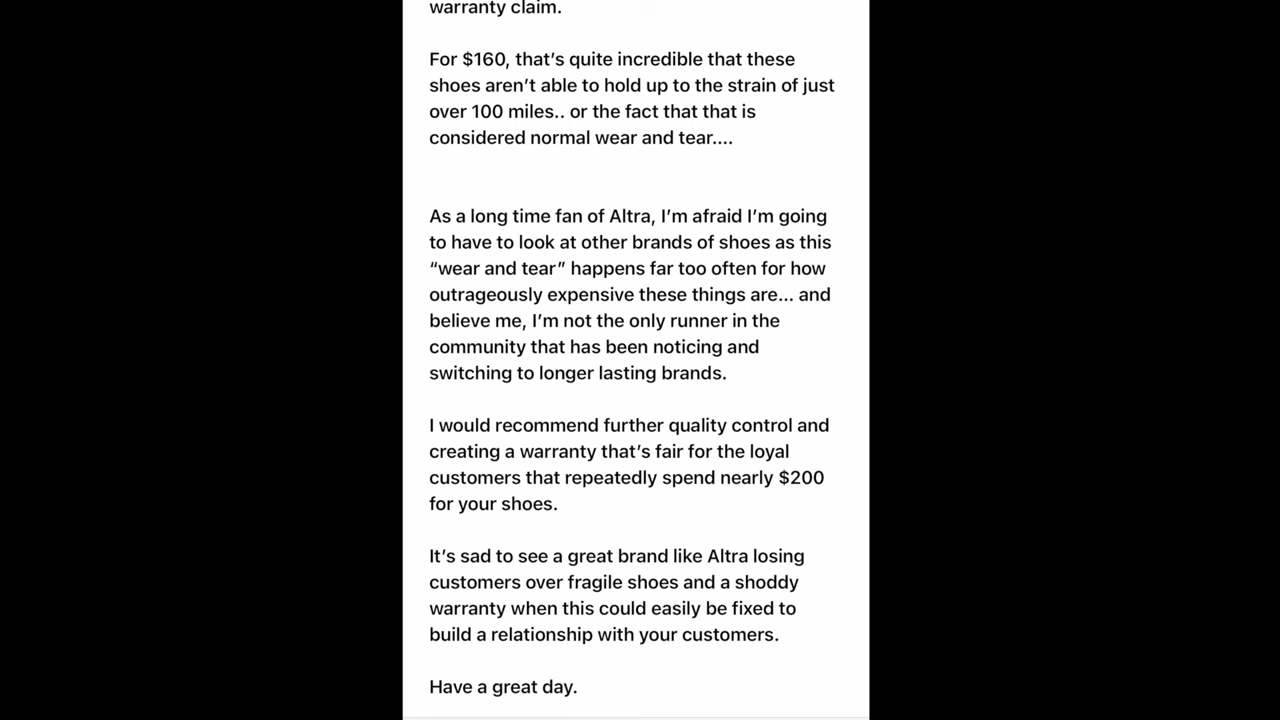 warranty claim.
For $160, that’s quite incredible that these
shoes aren’t able to hold up to the strain of just
over 100 miles.. or the fact that that is
considered normal wear and tear....
As a long time fan of Altra, I’m afraid I’m going
to have to look at other brands of shoes as this
“wear and tear” happens far too often for how
outrageously expensive these things are... and
believe me, I’m not the only runner in the
community that has been noticing and
switching to longer lasting brands.
I would recommend further quality control and
creating a warranty that’s fair for the loyal
customers that repeatedly spend nearly $200
for your shoes.
It’s sad to see a great brand like Altra losing
customers over fragile shoes and a shoddy
warranty when this could easily be fixed to
build a relationship with your customers.
Have a great day.